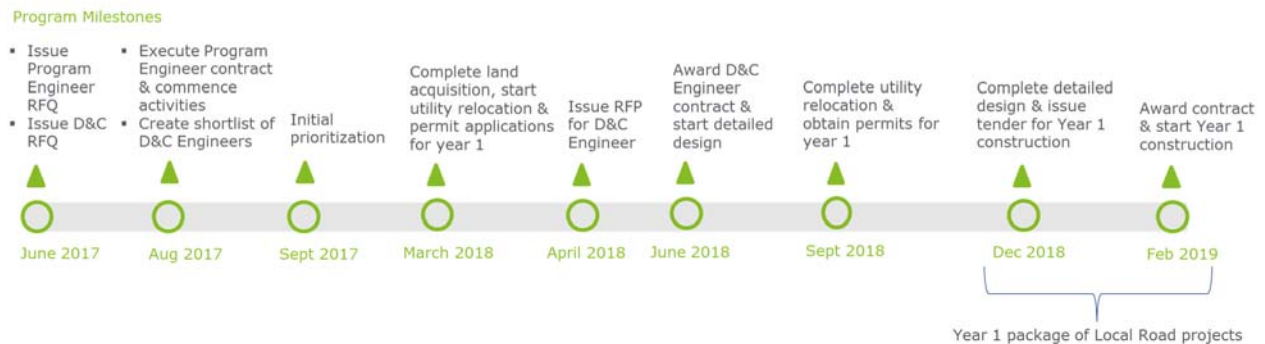 Program Milestones
▪ Issue
Program
Engineer
RFQ
▪ Issue D&C
RFQ
▪ Execute Program
Engineer contract
& commence
activities
▪ Create shortlist of
D&C Engineers
Initial
prioritization
Complete land
acquisition, start
utility relocation &
permit applications
for year 1
Issue RFP
for D&C
Engineer
Award D&C
Engineer
contract &
start detailed
design
Complete utility
relocation &
obtain permits for
year 1
Complete detailed
design & issue
tender for Year 1
construction
Award contract
& start Year 1
construction
June 2017
Aug 2017
Sept 2017
March 2018
April 2018
June 2018
Sept 2018
Dec 2018
Feb 2019
Year 1 package of Local Road projects